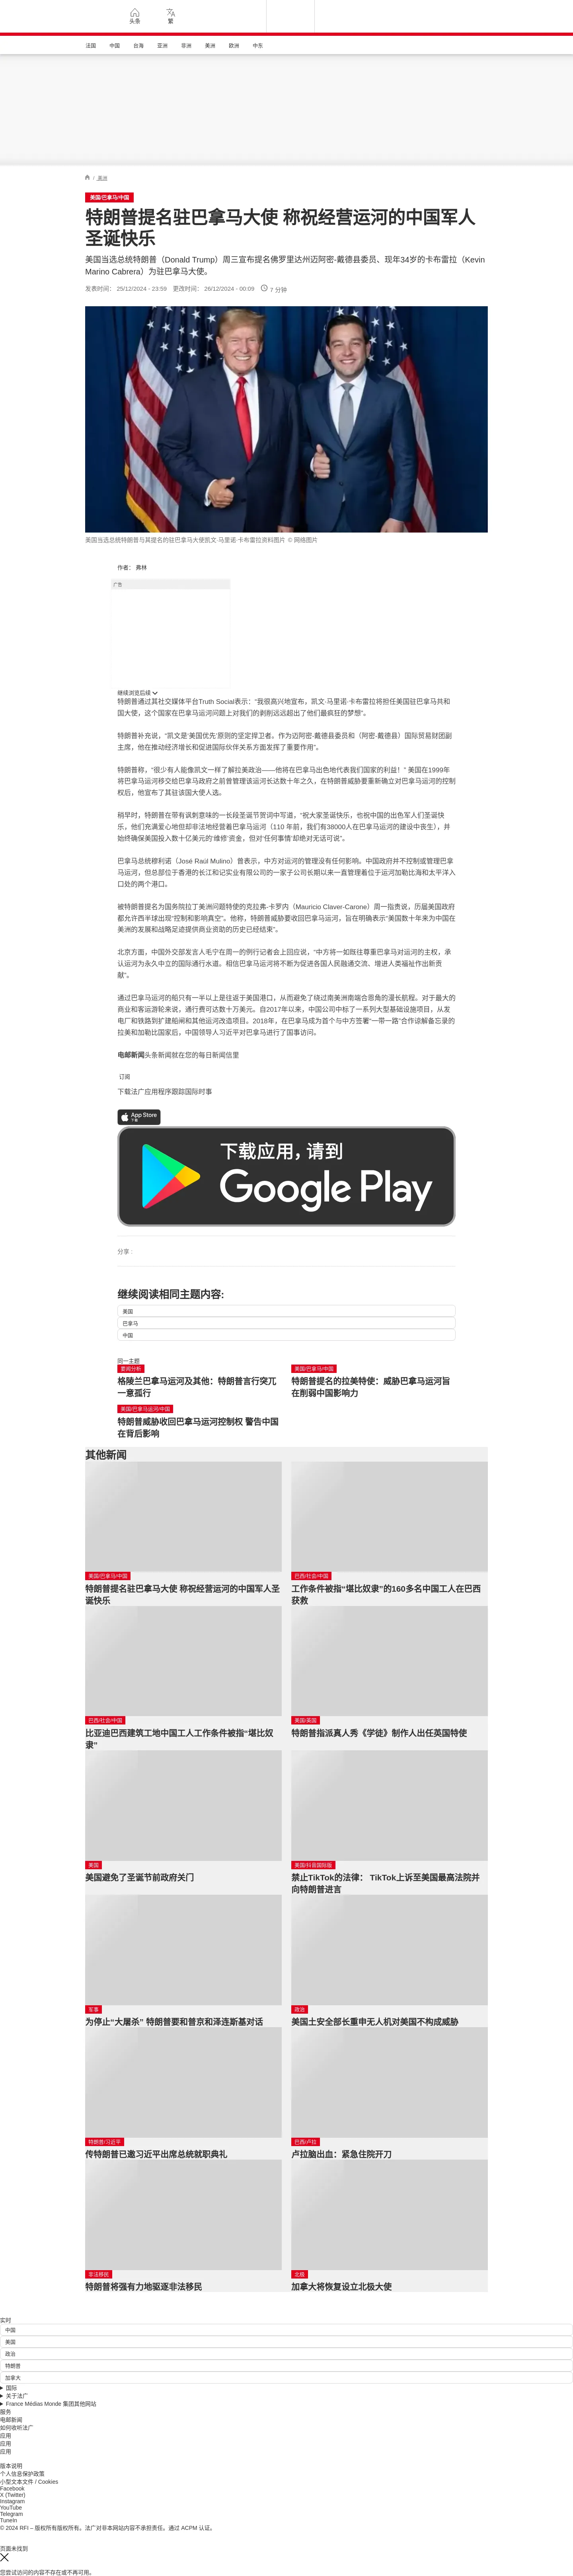 头条
繁
法国 中国 台海 亚洲 非洲 美洲 欧洲 中东
/ 美洲
美国/巴拿马/中国
特朗普提名驻巴拿马大使 称祝经营运河的中国军人
圣诞快乐
美国当选总统特朗普（Donald Trump）周三宣布提名佛罗里达州迈阿密-戴德县委员、现年34岁的卡布雷拉（Kevin
Marino Cabrera）为驻巴拿马大使。
发表时间： 25/12/2024 - 23:59 更改时间： 26/12/2024 - 00:09 7 分钟
美国当选总统特朗普与其提名的驻巴拿马大使凯文·马里诺·卡布雷拉资料图片 © 网络图片
作者： 弗林
广告
继续浏览后续
特朗普通过其社交媒体平台Truth Social表示：“我很高兴地宣布，凯文·马里诺·卡布雷拉将担任美国驻巴拿马共和
国大使，这个国家在巴拿马运河问题上对我们的剥削远远超出了他们最疯狂的梦想”。
特朗普补充说，“凯文是‘美国优先’原则的坚定捍卫者。作为迈阿密-戴德县委员和（阿密-戴德县）国际贸易财团副
主席，他在推动经济增长和促进国际伙伴关系方面发挥了重要作用”。
特朗普称，“很少有人能像凯文一样了解拉美政治——他将在巴拿马出色地代表我们国家的利益！” 美国在1999年
将巴拿马运河移交给巴拿马政府之前曾管理该运河长达数十年之久，在特朗普威胁要重新确立对巴拿马运河的控制
权后，他宣布了其驻该国大使人选。
稍早时，特朗普在带有讽刺意味的一长段圣诞节贺词中写道，“祝大家圣诞快乐，也祝中国的出色军人们圣诞快
乐，他们充满爱心地但却非法地经营着巴拿马运河（110 年前，我们有38000人在巴拿马运河的建设中丧生），并
始终确保美国投入数十亿美元的‘维修’资金，但对‘任何事情’却绝对无话可说”。
巴拿马总统穆利诺（José Raúl Mulino）曾表示，中方对运河的管理没有任何影响。中国政府并不控制或管理巴拿
马运河，但总部位于香港的长江和记实业有限公司的一家子公司长期以来一直管理着位于运河加勒比海和太平洋入
口处的两个港口。
被特朗普提名为国务院拉丁美洲问题特使的克拉弗-卡罗内（Mauricio Claver-Carone）周一指责说，历届美国政府
都允许西半球出现“控制和影响真空”。他称，特朗普威胁要收回巴拿马运河，旨在明确表示“美国数十年来为中国在
美洲的发展和战略足迹提供商业资助的历史已经结束”。
北京方面，中国外交部发言人毛宁在周一的例行记者会上回应说，“中方将一如既往尊重巴拿马对运河的主权，承
认运河为永久中立的国际通行水道。相信巴拿马运河将不断为促进各国人民融通交流、增进人类福祉作出新贡
献”。
通过巴拿马运河的船只有一半以上是往返于美国港口，从而避免了绕过南美洲南端合恩角的漫长航程。对于最大的
商业和客运游轮来说，通行费可达数十万美元。自2017年以来，中国公司中标了一系列大型基础设施项目，从发
电厂和铁路到扩建船闸和其他运河改造项目。2018年，在巴拿马成为首个与中方签署“一带一路”合作谅解备忘录的
拉美和加勒比国家后，中国领导人习近平对巴拿马进行了国事访问。
电邮新闻头条新闻就在您的每日新闻信里
订阅
下载法广应用程序跟踪国际时事
App Store
下载
下载应用，请到
Google Play
分享 :
继续阅读相同主题内容:
美国
巴拿马
中国
同一主题
要闻分析
格陵兰巴拿马运河及其他：特朗普言行突兀
一意孤行
美国/巴拿马/中国
特朗普提名的拉美特使：威胁巴拿马运河旨
在削弱中国影响力
美国/巴拿马运河/中国
特朗普威胁收回巴拿马运河控制权 警告中国
在背后影响
其他新闻
美国/巴拿马/中国
特朗普提名驻巴拿马大使 称祝经营运河的中国军人圣
诞快乐
巴西/社会/中国
工作条件被指“堪比奴隶”的160多名中国工人在巴西
获救
巴西/社会/中国
比亚迪巴西建筑工地中国工人工作条件被指“堪比奴
隶”
美国/英国
特朗普指派真人秀《学徒》制作人出任英国特使
美国
美国避免了圣诞节前政府关门
美国/抖音国际版
禁止TikTok的法律： TikTok上诉至美国最高法院并
向特朗普进言
军事
为停止“大屠杀” 特朗普要和普京和泽连斯基对话
政治
美国土安全部长重申无人机对美国不构成威胁
特朗普/习近平
传特朗普已邀习近平出席总统就职典礼
巴西/卢拉
卢拉脑出血：紧急住院开刀
非法移民
特朗普将强有力地驱逐非法移民
北极
加拿大将恢复设立北极大使
实时
中国
美国
政治
特朗普
加拿大
国际
关于法广
France Médias Monde 集团其他网站
服务
电邮新闻
如何收听法广
应用
应用
应用
版本说明
个人信息保护政策
小型文本文件 / Cookies
Facebook
X (Twitter)
Instagram
YouTube
Telegram
TuneIn
© 2024 RFI – 版权所有版权所有。法广对非本网站内容不承担责任。通过 ACPM 认证。
页面未找到
您尝试访问的内容不存在或不再可用。